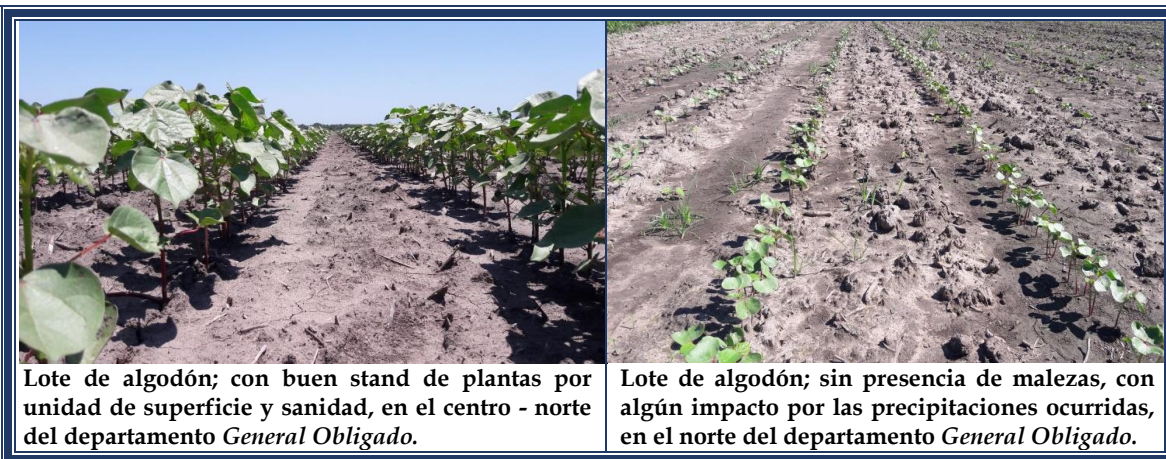 Lote de algodón; con buen stand de plantas por
unidad de superficie y sanidad, en el centro - norte
del departamento General Obligado.
Lote de algodón; sin presencia de malezas, con
algún impacto por las precipitaciones ocurridas,
en el norte del departamento General Obligado.